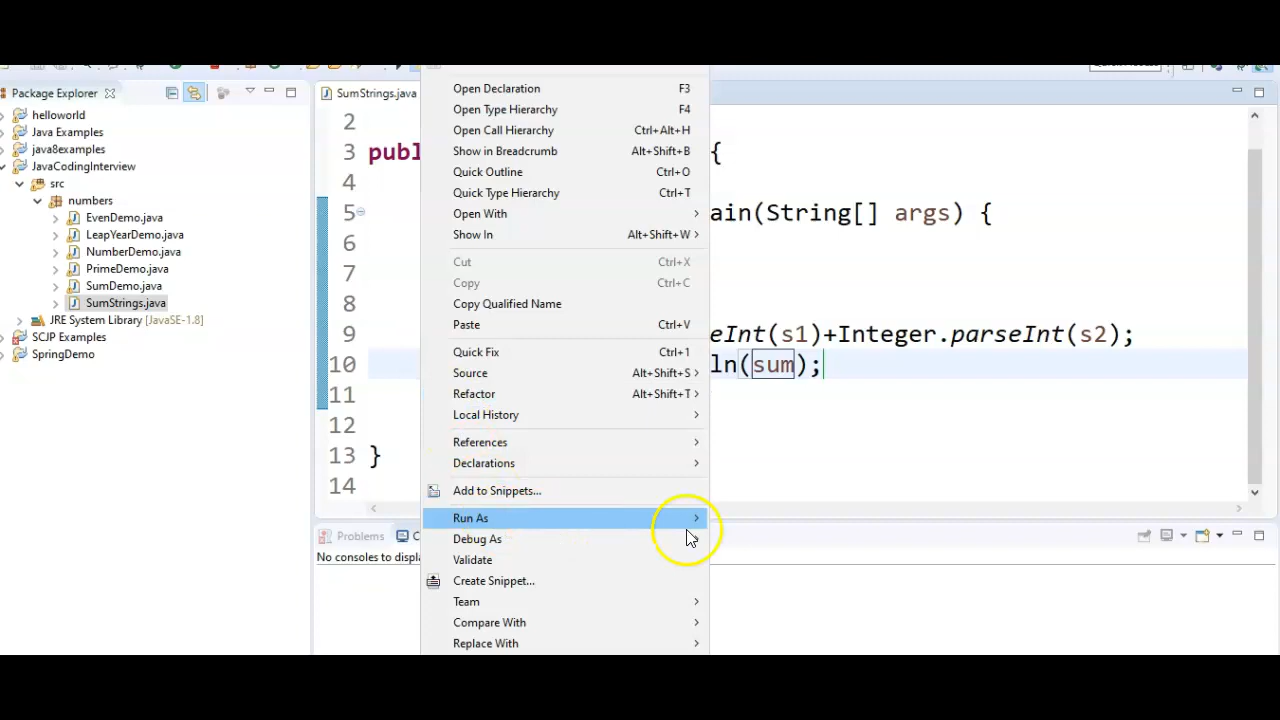 Package Explorer
helloworld
Java Examples
java8examples
JavaCodingInterview
src
numbers
EvenDemo.java
LeapYearDemo.java
NumberDemo.java
PrimeDemo.java
SumDemo.java
SumStrings.java
JRE System Library [JavaSE-1.8]
SCJP Examples
SpringDemo
SumStrings.java
2
3 publ {
4
5 ain(String[] args) {
6
7
8
9 eInt(s1)+Integer.parseInt(s2);
10 ln(sum);
11
12
13 }
14
Open Declaration F3
Open Type Hierarchy F4
Open Call Hierarchy Ctrl+Alt+H
Show in Breadcrumb Alt+Shift+B
Quick Outline Ctrl+O
Quick Type Hierarchy Ctrl+T
Open With
Show In Alt+Shift+W
Cut Ctrl+X
Copy Ctrl+C
Copy Qualified Name
Paste Ctrl+V
Quick Fix Ctrl+1
Source Alt+Shift+S
Refactor Alt+Shift+T
Local History
References
Declarations
Add to Snippets...
Run As
Debug As
Validate
Create Snippet...
Team
Compare With
Replace With
Problems C
No consoles to displa